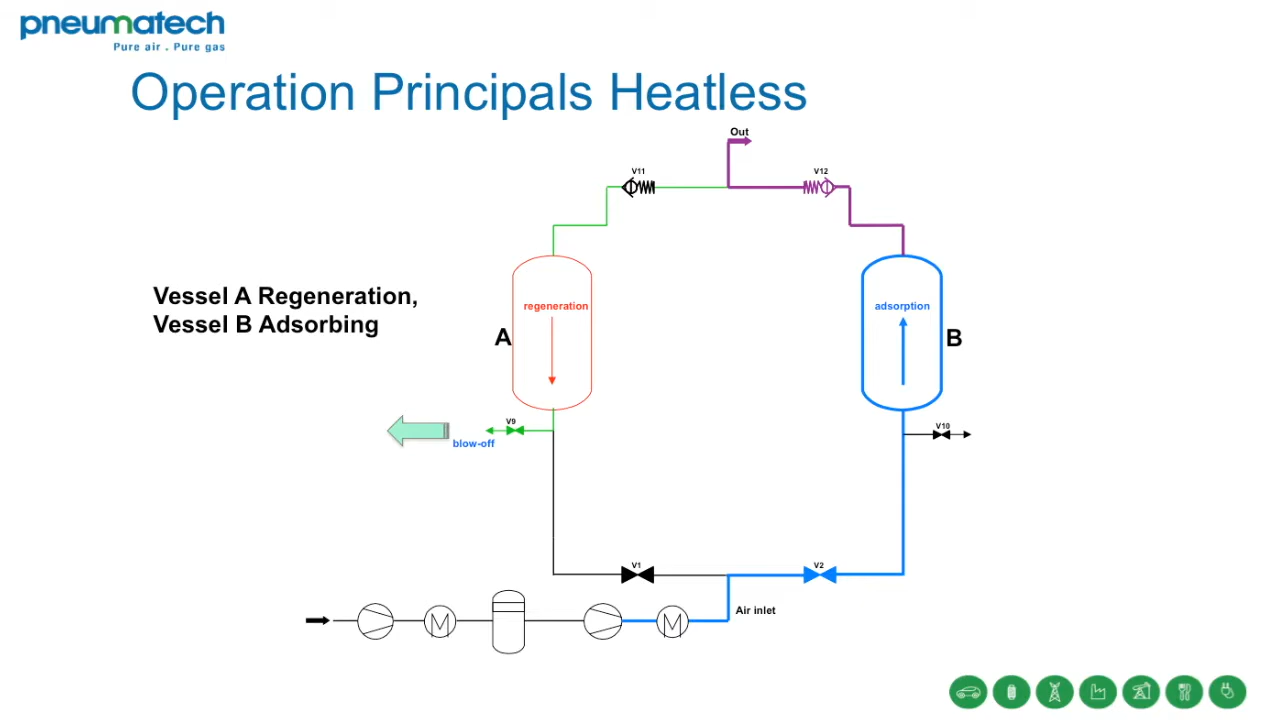 pneumatech
Pure air . Pure gas
Operation Principals Heatless
Out
V11
V12
Vessel A Regeneration,
Vessel B Adsorbing
regeneration
adsorption
A
B
V9
V10
blow-off
V1
V2
Air inlet
M
M